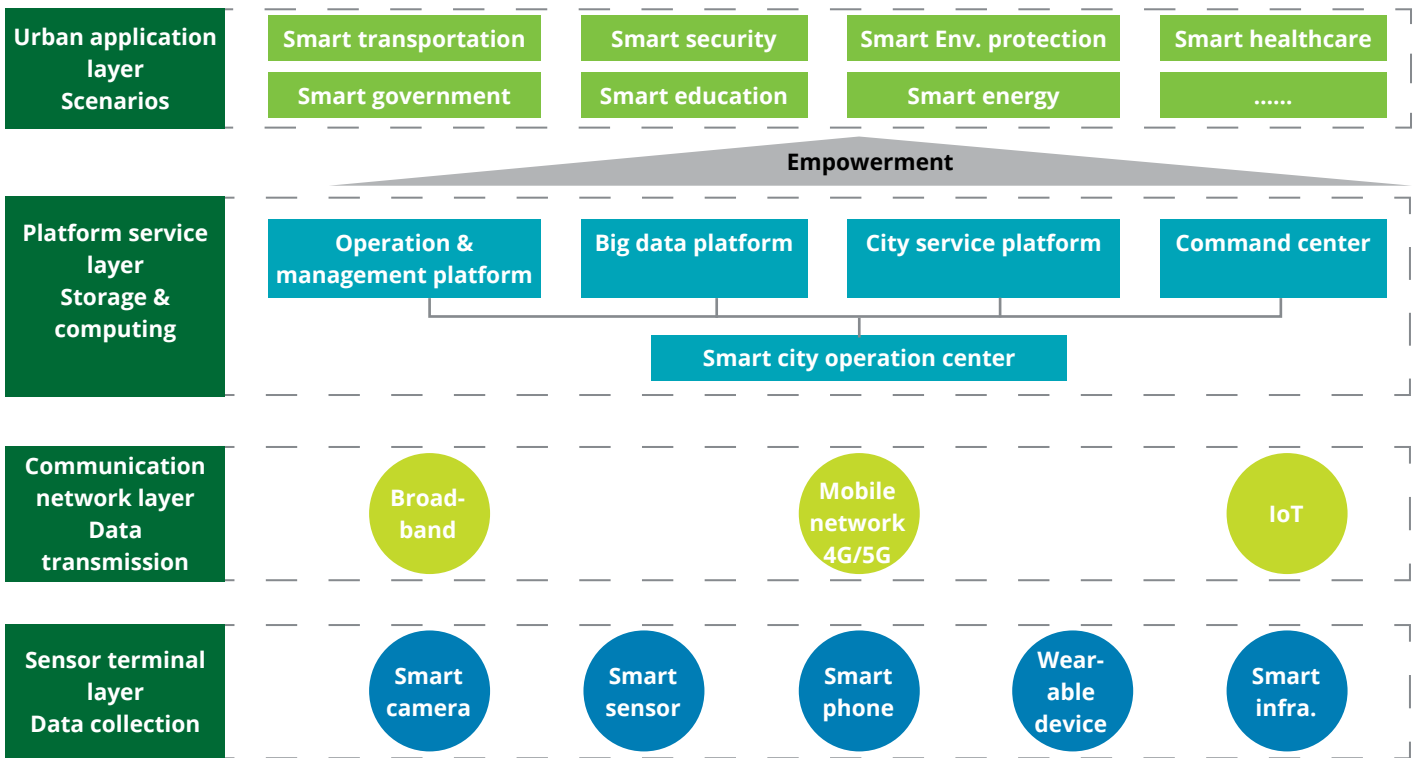 Urban application
layer
Scenarios
Smart transportation
Smart security
Smart Env. protection
Smart healthcare
Smart government
Smart education
Smart energy
......
Empowerment
Platform service
layer
Storage &
computing
Operation &
management platform
Big data platform
City service platform
Command center
Smart city operation center
Communication
network layer
Data
transmission
Broad-
band
Mobile
network
4G/5G
IoT
Sensor terminal
layer
Data collection
Smart
camera
Smart
sensor
Smart
phone
Wear-
able
device
Smart
infra.